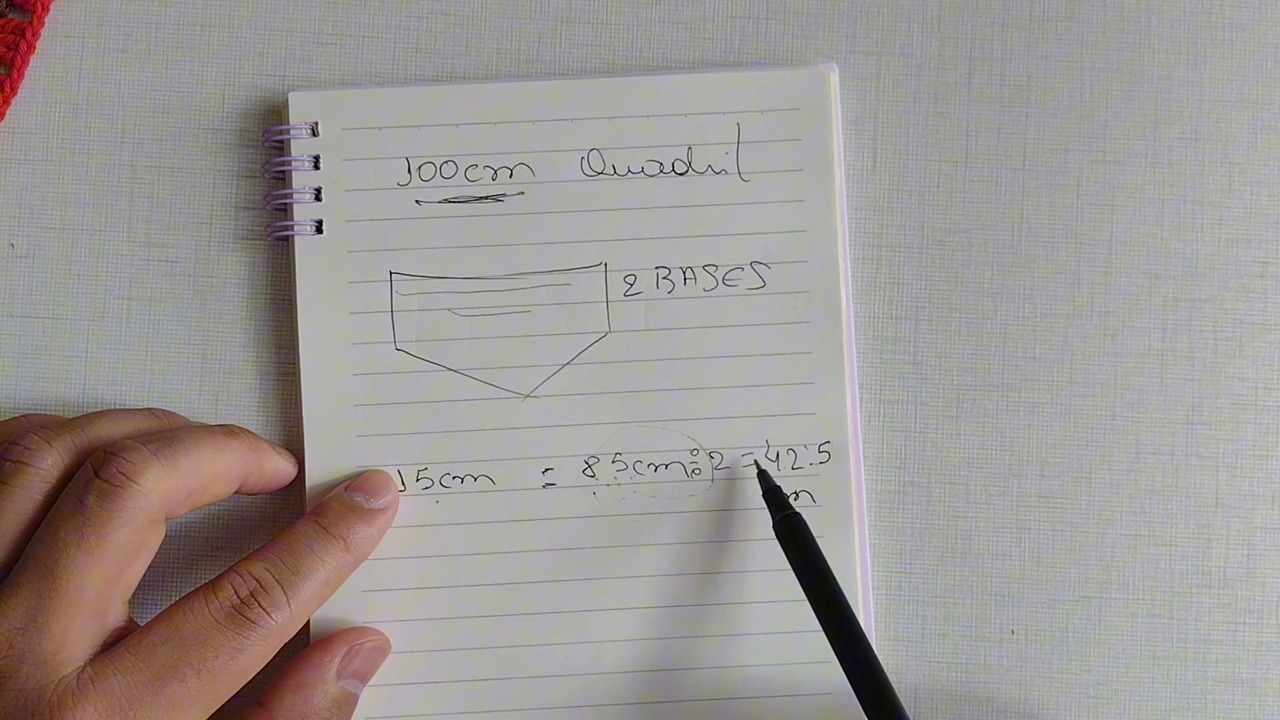 100cm Quadril
2 BASES
15cm = 85cm÷2 = 42.5
m